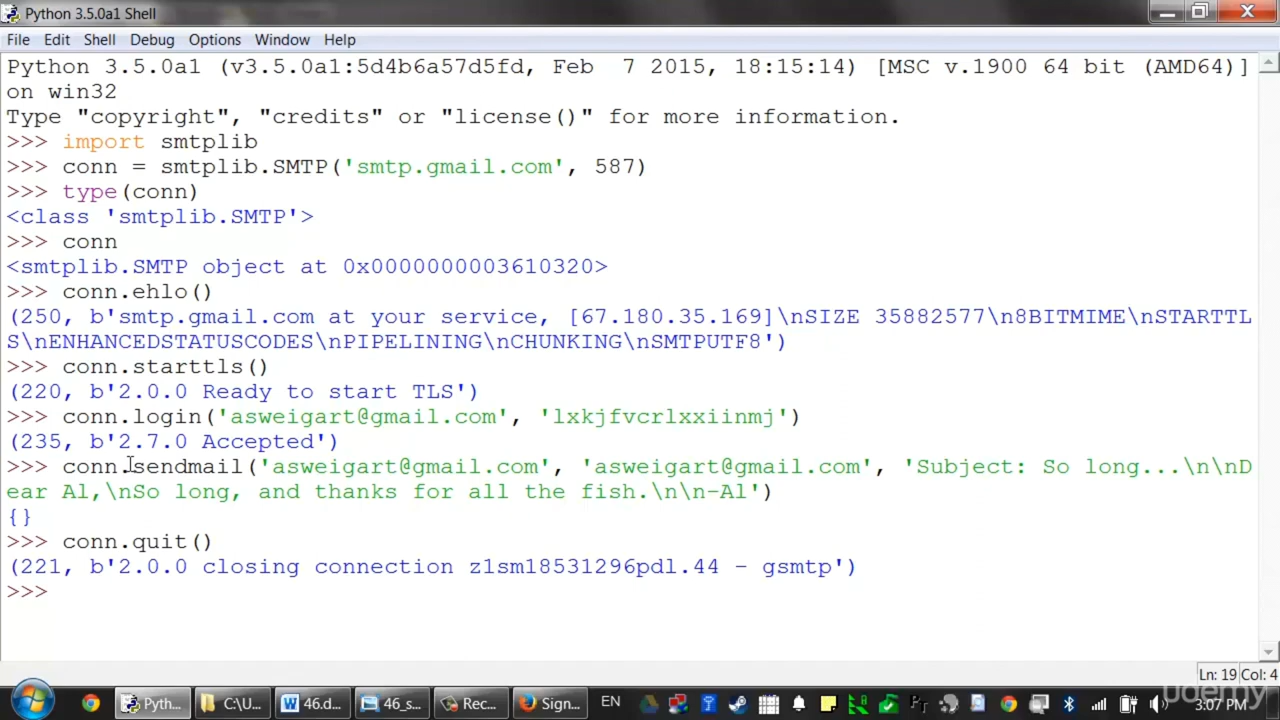 Python 3.5.0a1 Shell
File Edit Shell Debug Options Window Help
Python 3.5.0a1 (v3.5.0a1:5d4b6a57d5fd, Feb  7 2015, 18:15:14) [MSC v.1900 64 bit (AMD64)]
on win32
Type "copyright", "credits" or "license()" for more information.
>>> import smtplib
>>> conn = smtplib.SMTP('smtp.gmail.com', 587)
>>> type(conn)
<class 'smtplib.SMTP'>
>>> conn
<smtplib.SMTP object at 0x0000000003610320>
>>> conn.ehlo()
(250, b'smtp.gmail.com at your service, [67.180.35.169]\nSIZE 35882577\n8BITMIME\nSTARTTL
S\nENHANCEDSTATUSCODES\nPIPELINING\nCHUNKING\nSMTPUTF8')
>>> conn.starttls()
(220, b'2.0.0 Ready to start TLS')
>>> conn.login('asweigart@gmail.com', 'lxkjfvcrlxxiinmj')
(235, b'2.7.0 Accepted')
>>> conn.sendmail('asweigart@gmail.com', 'asweigart@gmail.com', 'Subject: So long...\n\nD
ear Al,\nSo long, and thanks for all the fish.\n\n-Al')
{}
>>> conn.quit()
(221, b'2.0.0 closing connection z1sm18531296pdl.44 - gsmtp')
>>>
Ln: 19 Col: 4
Pyth... C:\U... 46.d... 46_s... Rec... Sign... EN 3:07 PM
udemy